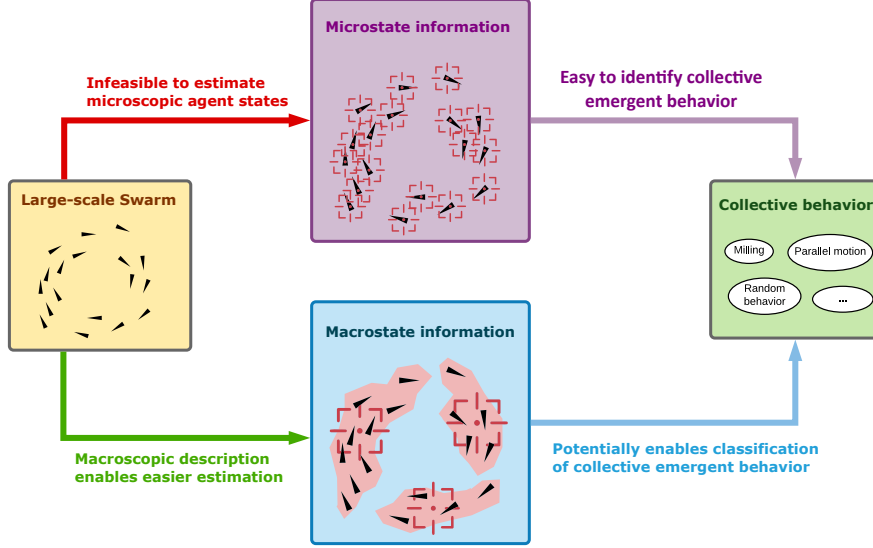 Microstate information
Infeasible to estimate
microscopic agent states
Easy to identify collective
emergent behavior
Large-scale Swarm
Collective behavior
Milling
Parallel motion
Random
behavior
...
Macrostate information
Macroscopic description
enables easier estimation
Potentially enables classification
of collective emergent behavior